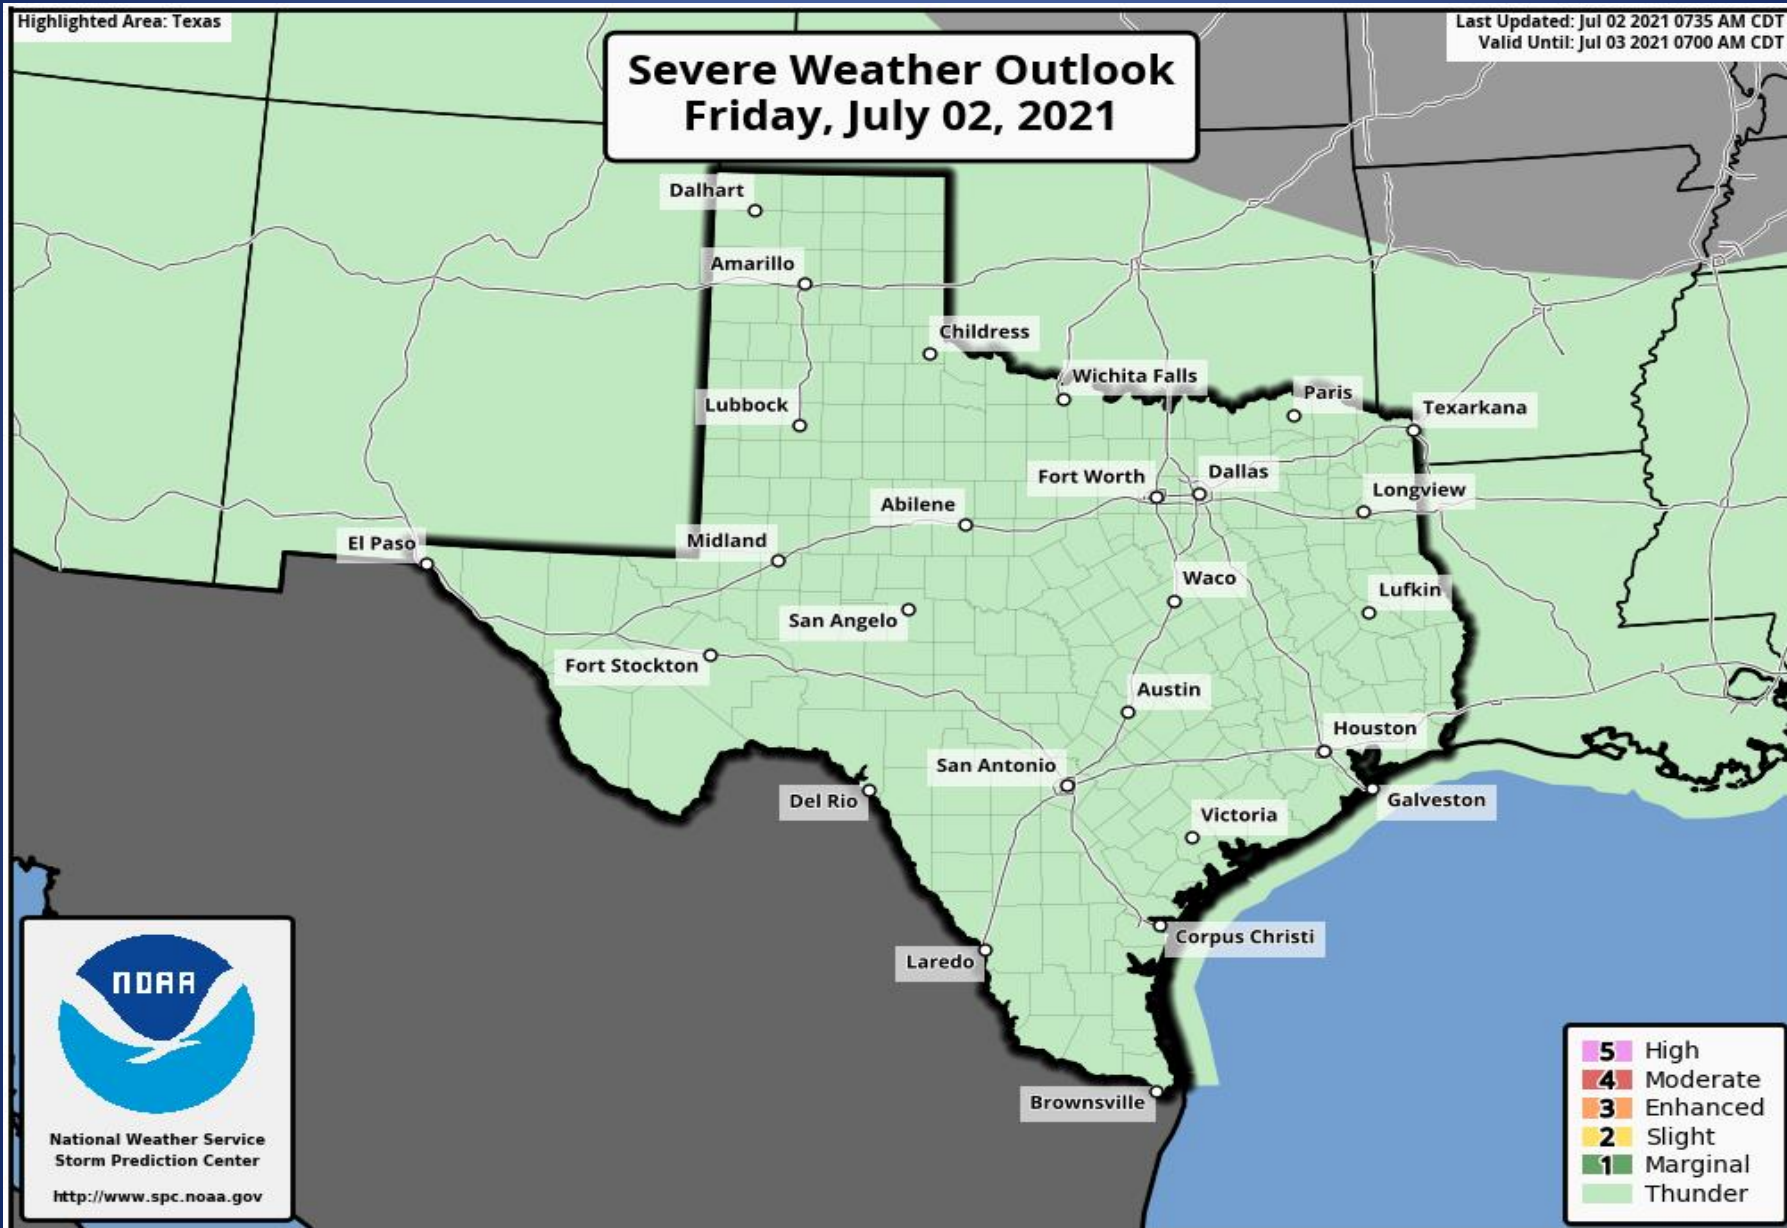 Highlighted Area: Texas
Last Updated: Jul 02 2021 0735 AM CDT
Valid Until: Jul 03 2021 0700 AM CDT
Severe Weather Outlook
Friday, July 02, 2021
Dalhart
Amarillo
Childress
Wichita Falls
Paris
Lubbock
Texarkana
Fort Worth
Dallas
Longview
Abilene
El Paso
Midland
Waco
Lufkin
San Angelo
Fort Stockton
Austin
Houston
San Antonio
Del Rio
Galveston
Victoria
Corpus Christi
Laredo
Brownsville
NOAA
National Weather Service
Storm Prediction Center
http://www.spc.noaa.gov
5 High
4 Moderate
3 Enhanced
2 Slight
1 Marginal
Thunder